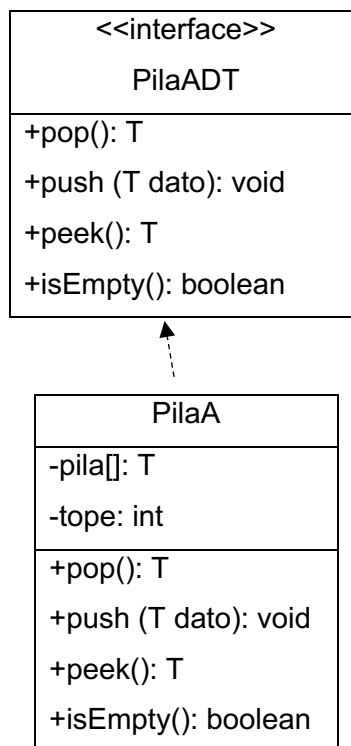 <<interface>>
PilaADT
+pop(): T
+push (T dato): void
+peek(): T
+isEmpty(): boolean
PilaA
-pila[]: T
-tope: int
+pop(): T
+push (T dato): void
+peek(): T
+isEmpty(): boolean